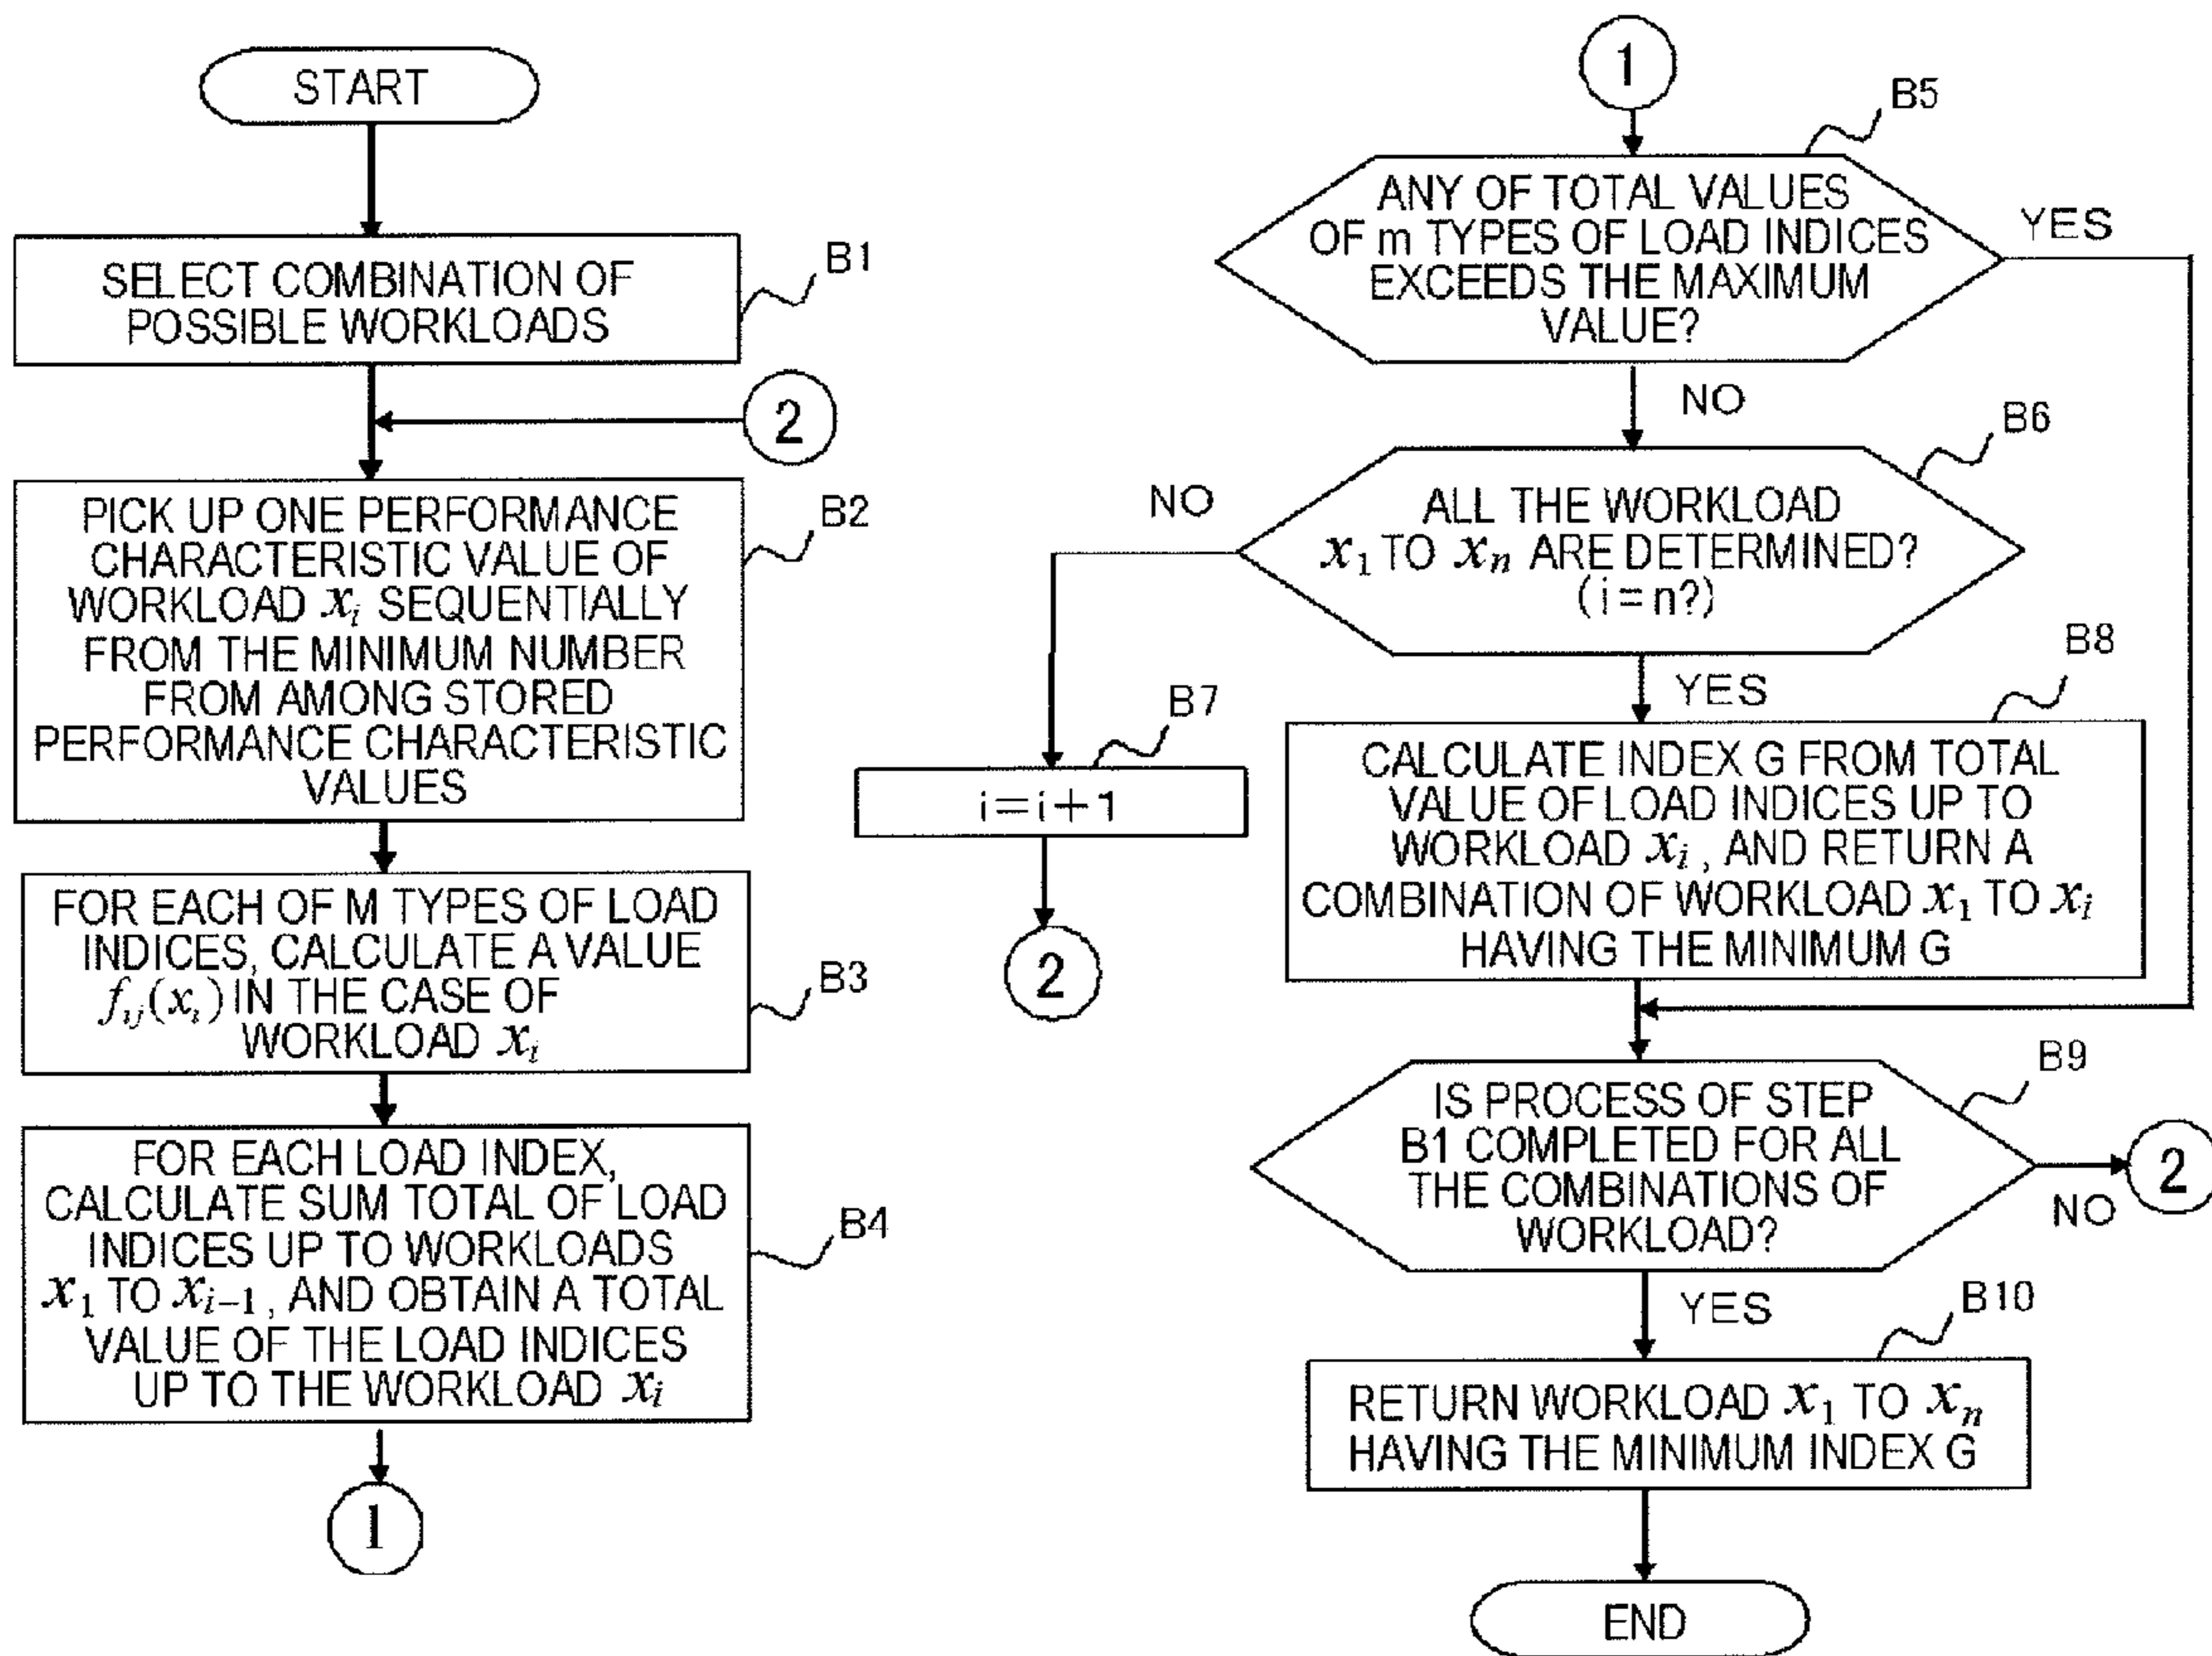 START
SELECT COMBINATION OF
POSSIBLE WORKLOADS
B1
2
PICK UP ONE PERFORMANCE
CHARACTERISTIC VALUE OF
WORKLOAD xi SEQUENTIALLY
FROM THE MINIMUM NUMBER
FROM AMONG STORED
PERFORMANCE CHARACTERISTIC
VALUES
B2
FOR EACH OF M TYPES OF LOAD
INDICES, CALCULATE A VALUE
fij(xi) IN THE CASE OF
WORKLOAD xi
B3
FOR EACH LOAD INDEX,
CALCULATE SUM TOTAL OF LOAD
INDICES UP TO WORKLOADS
x1 TO xi−1, AND OBTAIN A TOTAL
VALUE OF THE LOAD INDICES
UP TO THE WORKLOAD xi
B4
1
1
B5
ANY OF TOTAL VALUES
OF m TYPES OF LOAD INDICES
EXCEEDS THE MAXIMUM
VALUE?
YES
NO
B6
ALL THE WORKLOAD
x1 TO xn ARE DETERMINED?
(i=n?)
NO
YES
B7
i=i+1
2
B8
CALCULATE INDEX G FROM TOTAL
VALUE OF LOAD INDICES UP TO
WORKLOAD xi, AND RETURN A
COMBINATION OF WORKLOAD x1 TO xi
HAVING THE MINIMUM G
B9
IS PROCESS OF STEP
B1 COMPLETED FOR ALL
THE COMBINATIONS OF
WORKLOAD?
NO
2
YES
B10
RETURN WORKLOAD x1 TO xn
HAVING THE MINIMUM INDEX G
END